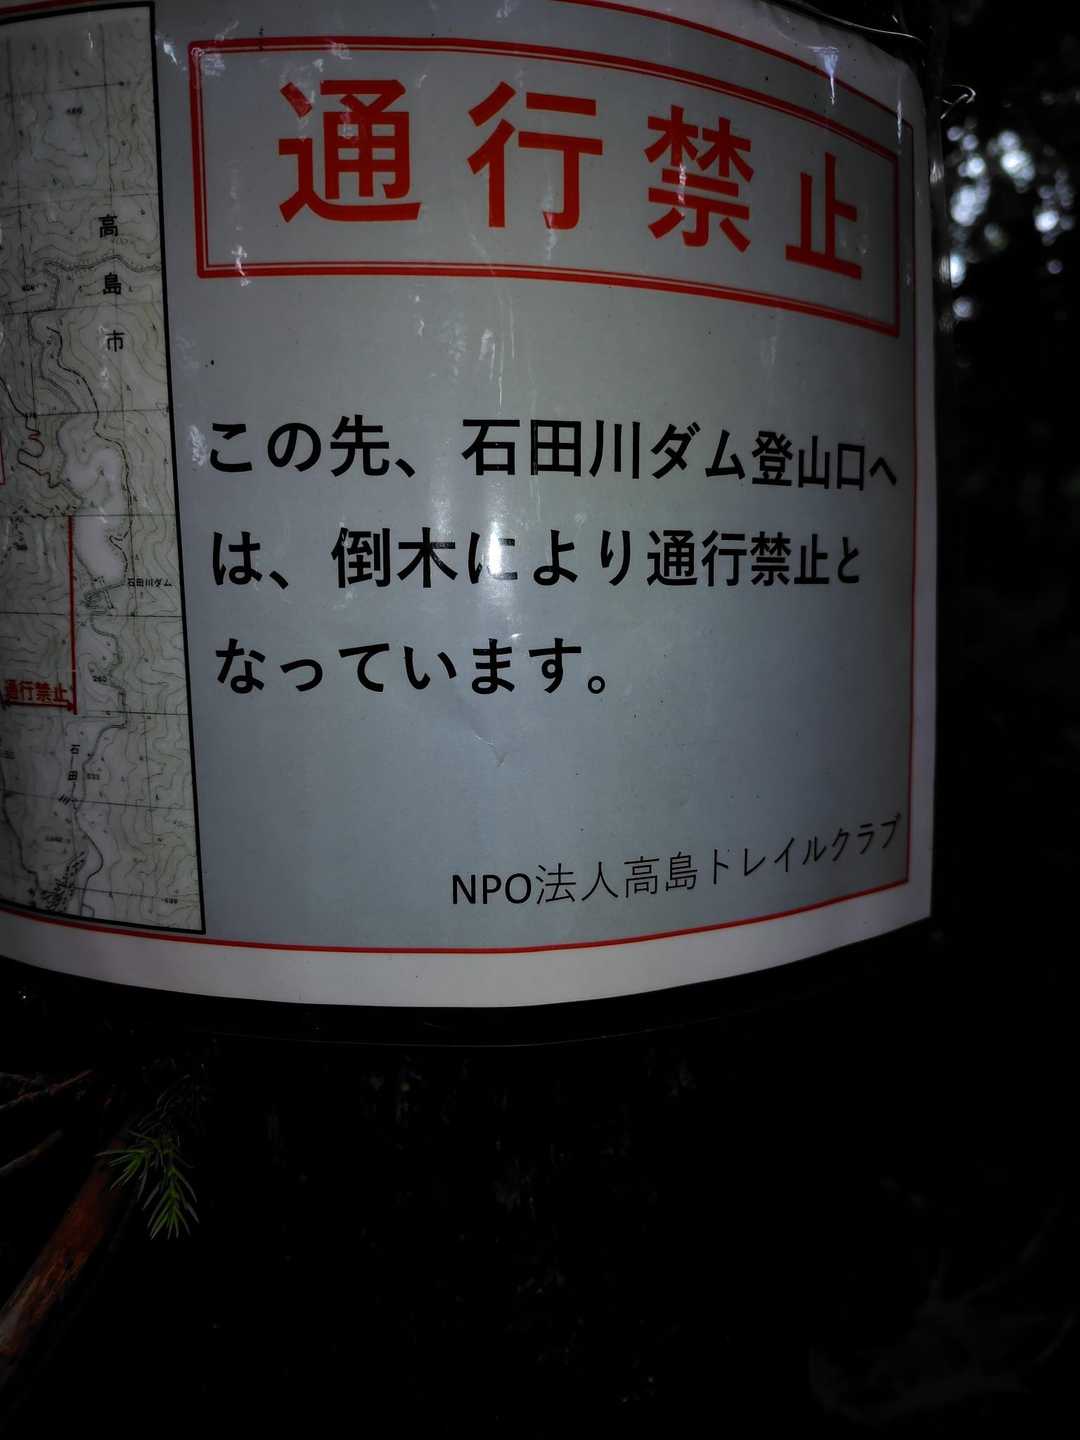 通行禁止
この先、石田川ダム登山口へ
は、倒木により通行禁止と
なっています。
NPO法人高島トレイルクラブ
高島市
石田川ダム
通行禁止
石田川